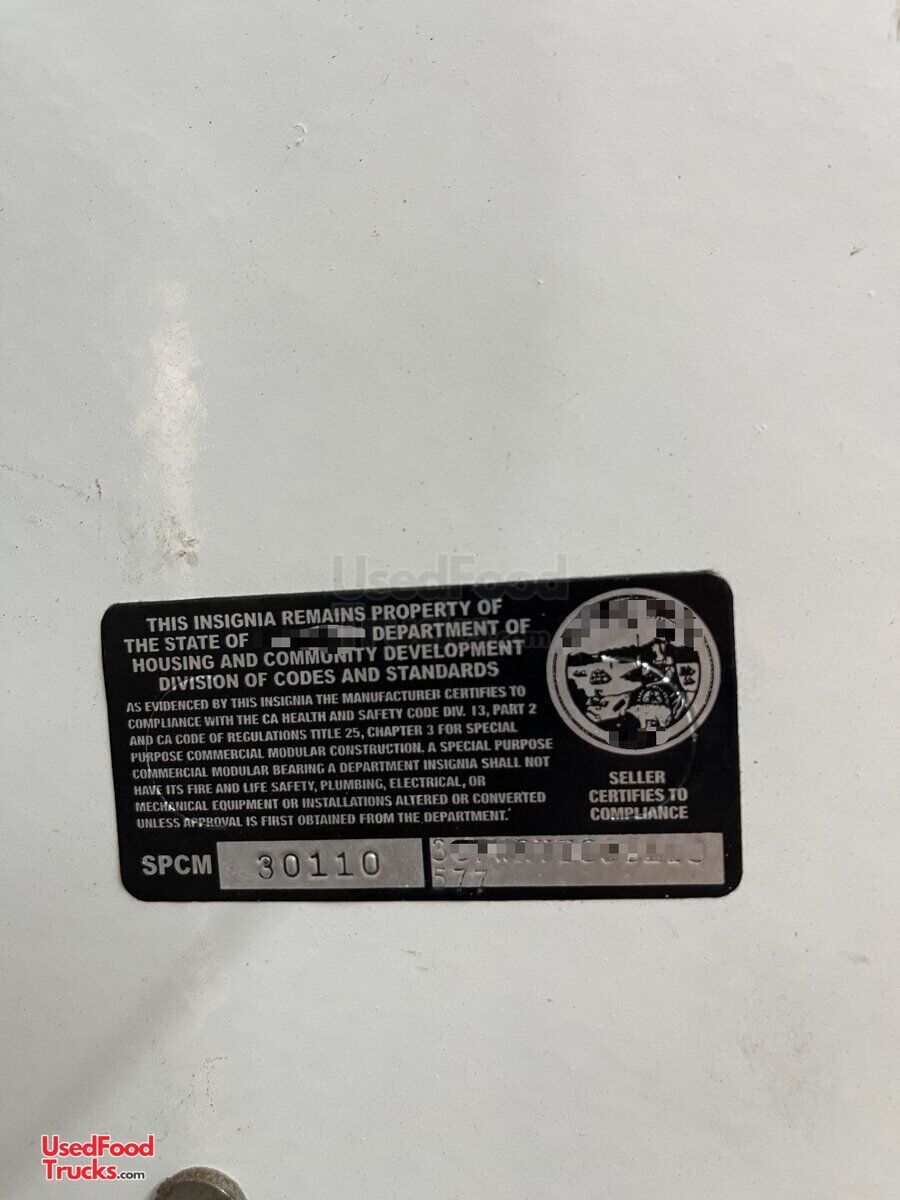 UsedFood
THIS INSIGNIA REMAINS PROPERTY OF
THE STATE OF DEPARTMENT OF
HOUSING AND COMMUNITY DEVELOPMENT
DIVISION OF CODES AND STANDARDS
AS EVIDENCED BY THIS INSIGNIA THE MANUFACTURER CERTIFIES TO
COMPLIANCE WITH THE CA HEALTH AND SAFETY CODE DIV. 13, PART 2
AND CA CODE OF REGULATIONS TITLE 25, CHAPTER 3 FOR SPECIAL
PURPOSE COMMERCIAL MODULAR CONSTRUCTION. A SPECIAL PURPOSE
COMMERCIAL MODULAR BEARING A DEPARTMENT INSIGNIA SHALL NOT
HAVE ITS FIRE AND LIFE SAFETY, PLUMBING, ELECTRICAL, OR
MECHANICAL EQUIPMENT OR INSTALLATIONS ALTERED OR CONVERTED
UNLESS APPROVAL IS FIRST OBTAINED FROM THE DEPARTMENT.
SELLER
CERTIFIES TO
COMPLIANCE
SPCM 30110
577
UsedFood
Trucks.com